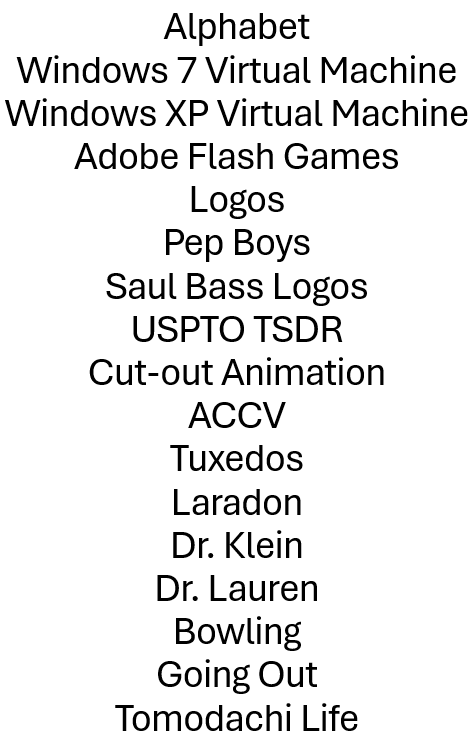 Alphabet
Windows 7 Virtual Machine
Windows XP Virtual Machine
Adobe Flash Games
Logos
Pep Boys
Saul Bass Logos
USPTO TSDR
Cut-out Animation
ACCV
Tuxedos
Laradon
Dr. Klein
Dr. Lauren
Bowling
Going Out
Tomodachi Life